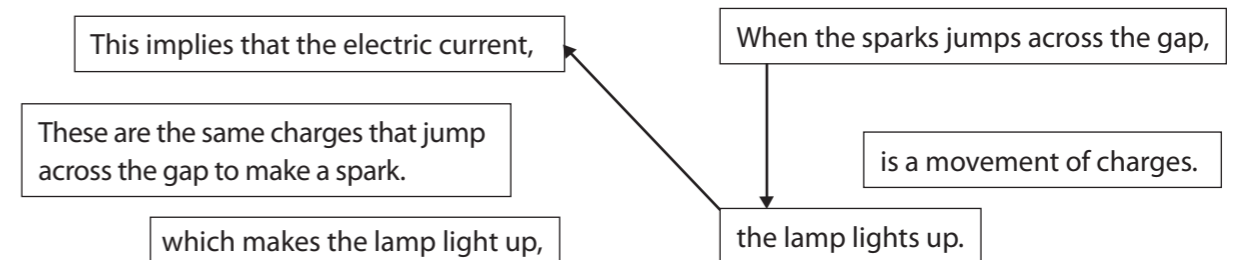 This implies that the electric current,
When the sparks jumps across the gap,
These are the same charges that jump
across the gap to make a spark.
is a movement of charges.
which makes the lamp light up,
the lamp lights up.